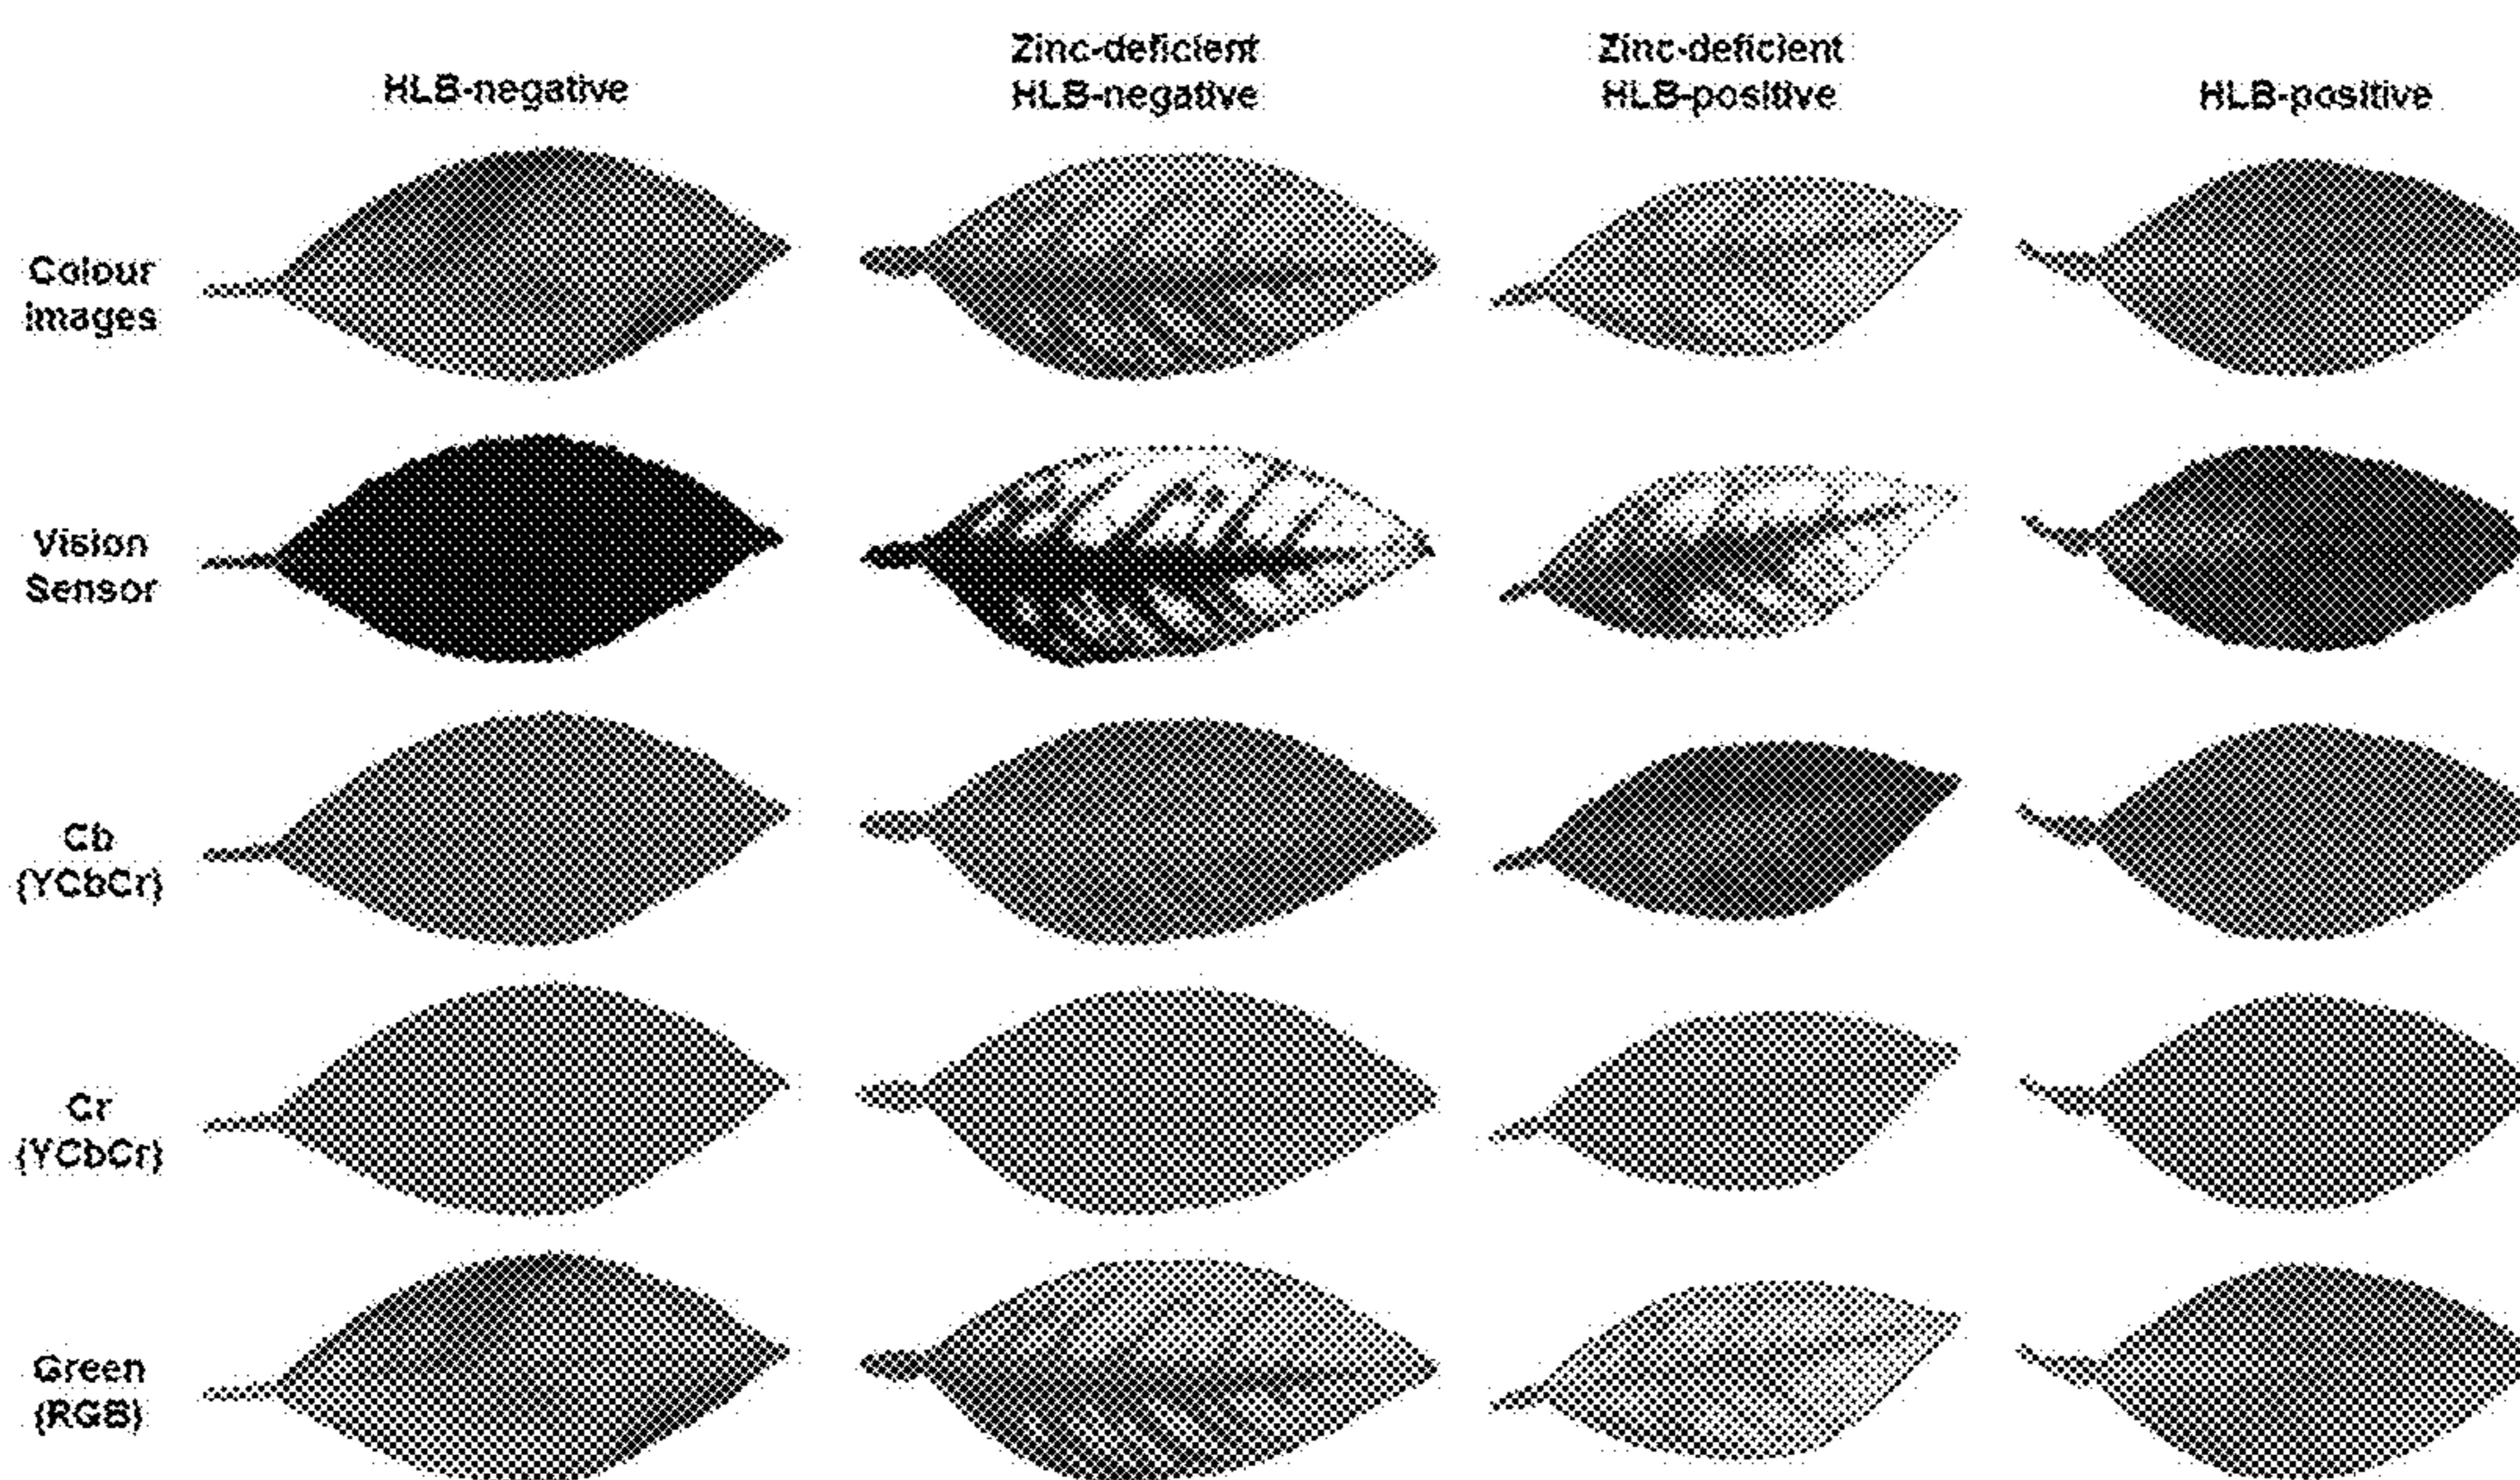 HLB-negative
Zinc-deficient
HLB-negative
Zinc-deficient
HLB-positive
HLB-positive
Colour
images
Vision
Sensor
Cb
(YCbCr)
Cr
(YCbCr)
Green
(RGB)